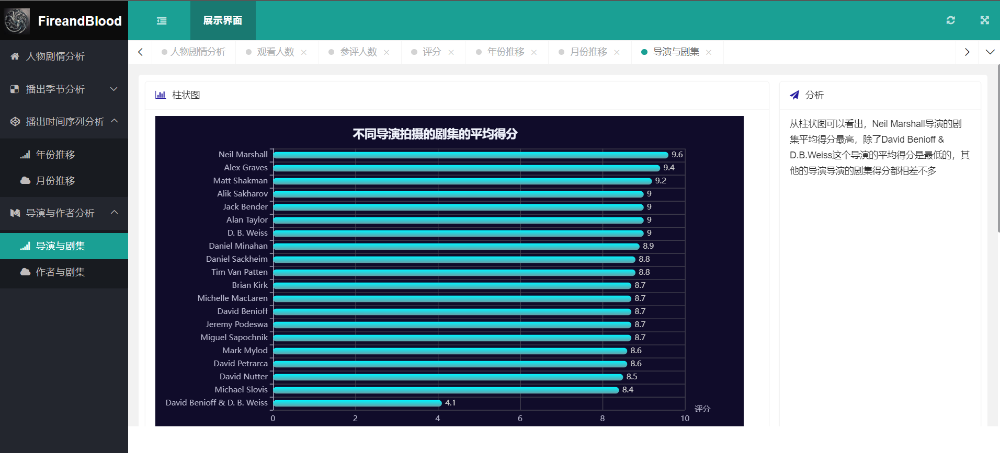 FireandBlood
展示界面
人物剧情分析
播出季节分析
播出时间序列分析
年份推移
月份推移
导演与作者分析
导演与剧集
作者与剧集
人物剧情分析
观看人数
参评人数
评分
年份推移
月份推移
导演与剧集
柱状图
不同导演拍摄的剧集的平均得分
Neil Marshall 9.6
Alex Graves 9.4
Matt Shakman 9.2
Alik Sakharov 9
Jack Bender 9
Alan Taylor 9
D. B. Weiss 9
Daniel Minahan 8.9
Daniel Sackheim 8.8
Tim Van Patten 8.8
Brian Kirk 8.7
Michelle MacLaren 8.7
David Benioff 8.7
Jeremy Podeswa 8.7
Miguel Sapochnik 8.7
Mark Mylod 8.6
David Petrarca 8.6
David Nutter 8.5
Michael Slovis 8.4
David Benioff & D. B. Weiss 4.1
评分
0 2 4 6 8 10
分析
从柱状图可以看出，Neil Marshall导演的剧
集平均得分最高，除了David Benioff &
D.B.Weiss这个导演的平均得分是最低的，其
他的导演导演的剧集得分都相差不多